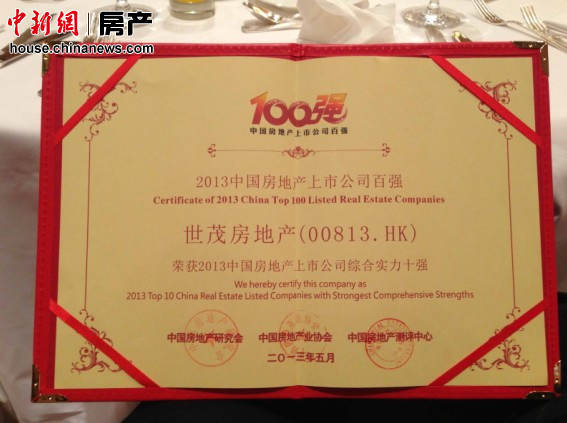 中新網 房产
house.chinanews.com
100强
中国房地产上市公司百强
2013中国房地产上市公司百强
Certificate of 2013 China Top 100 Listed Real Estate Companies
世茂房地产(00813.HK)
荣获2013中国房地产上市公司综合实力十强
We hereby certify this company as
2013 Top 10 China Real Estate Listed Companies with Strongest Comprehensive Strengths
中国房地产研究会 中国房地产业协会 中国房地产测评中心
二〇一三年五月